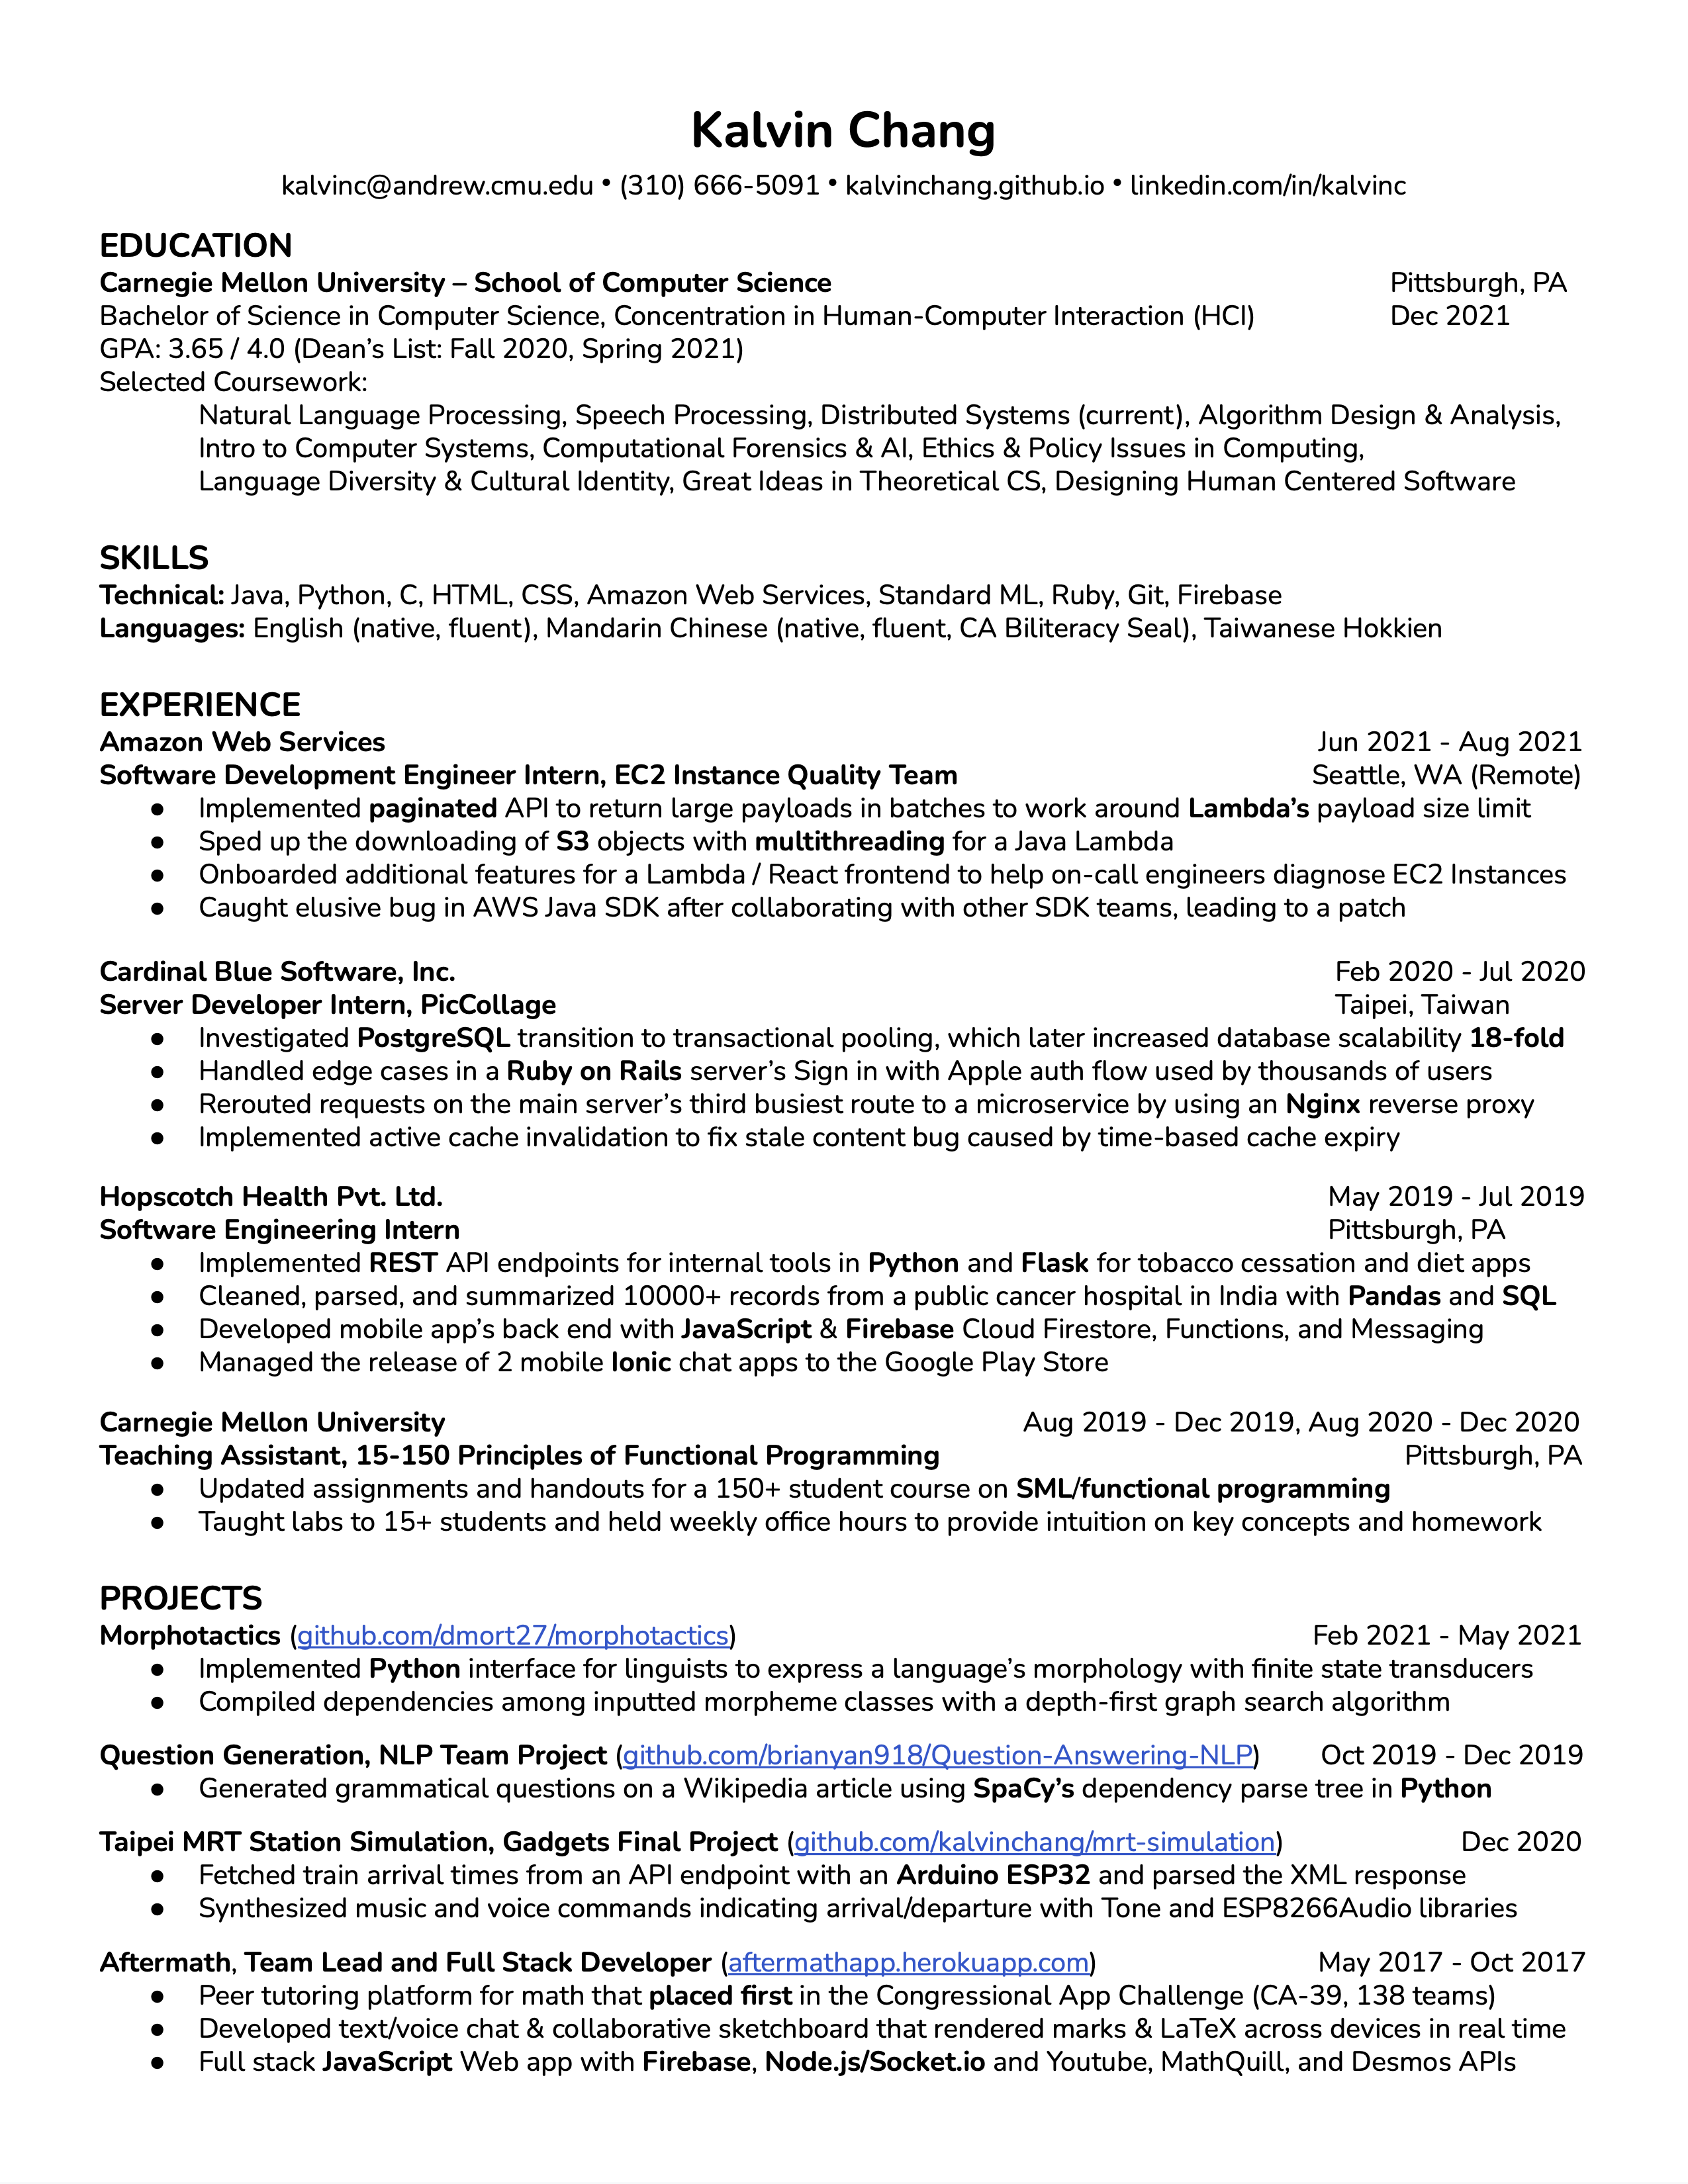 Kalvin Chang
kalvinc@andrew.cmu.edu • (310) 666-5091 • kalvinchang.github.io • linkedin.com/in/kalvinc
EDUCATION
Carnegie Mellon University – School of Computer Science Pittsburgh, PA
Bachelor of Science in Computer Science, Concentration in Human-Computer Interaction (HCI) Dec 2021
GPA: 3.65 / 4.0 (Dean’s List: Fall 2020, Spring 2021)
Selected Coursework:
Natural Language Processing, Speech Processing, Distributed Systems (current), Algorithm Design & Analysis,
Intro to Computer Systems, Computational Forensics & AI, Ethics & Policy Issues in Computing,
Language Diversity & Cultural Identity, Great Ideas in Theoretical CS, Designing Human Centered Software
SKILLS
Technical: Java, Python, C, HTML, CSS, Amazon Web Services, Standard ML, Ruby, Git, Firebase
Languages: English (native, fluent), Mandarin Chinese (native, fluent, CA Biliteracy Seal), Taiwanese Hokkien
EXPERIENCE
Amazon Web Services Jun 2021 - Aug 2021
Software Development Engineer Intern, EC2 Instance Quality Team Seattle, WA (Remote)
● Implemented paginated API to return large payloads in batches to work around Lambda’s payload size limit
● Sped up the downloading of S3 objects with multithreading for a Java Lambda
● Onboarded additional features for a Lambda / React frontend to help on-call engineers diagnose EC2 Instances
● Caught elusive bug in AWS Java SDK after collaborating with other SDK teams, leading to a patch
Cardinal Blue Software, Inc. Feb 2020 - Jul 2020
Server Developer Intern, PicCollage Taipei, Taiwan
● Investigated PostgreSQL transition to transactional pooling, which later increased database scalability 18-fold
● Handled edge cases in a Ruby on Rails server’s Sign in with Apple auth flow used by thousands of users
● Rerouted requests on the main server’s third busiest route to a microservice by using an Nginx reverse proxy
● Implemented active cache invalidation to fix stale content bug caused by time-based cache expiry
Hopscotch Health Pvt. Ltd. May 2019 - Jul 2019
Software Engineering Intern Pittsburgh, PA
● Implemented REST API endpoints for internal tools in Python and Flask for tobacco cessation and diet apps
● Cleaned, parsed, and summarized 10000+ records from a public cancer hospital in India with Pandas and SQL
● Developed mobile app’s back end with JavaScript & Firebase Cloud Firestore, Functions, and Messaging
● Managed the release of 2 mobile Ionic chat apps to the Google Play Store
Carnegie Mellon University Aug 2019 - Dec 2019, Aug 2020 - Dec 2020
Teaching Assistant, 15-150 Principles of Functional Programming Pittsburgh, PA
● Updated assignments and handouts for a 150+ student course on SML/functional programming
● Taught labs to 15+ students and held weekly office hours to provide intuition on key concepts and homework
PROJECTS
Morphotactics (github.com/dmort27/morphotactics) Feb 2021 - May 2021
● Implemented Python interface for linguists to express a language’s morphology with finite state transducers
● Compiled dependencies among inputted morpheme classes with a depth-first graph search algorithm
Question Generation, NLP Team Project (github.com/brianyan918/Question-Answering-NLP) Oct 2019 - Dec 2019
● Generated grammatical questions on a Wikipedia article using SpaCy’s dependency parse tree in Python
Taipei MRT Station Simulation, Gadgets Final Project (github.com/kalvinchang/mrt-simulation) Dec 2020
● Fetched train arrival times from an API endpoint with an Arduino ESP32 and parsed the XML response
● Synthesized music and voice commands indicating arrival/departure with Tone and ESP8266Audio libraries
Aftermath, Team Lead and Full Stack Developer (aftermathapp.herokuapp.com) May 2017 - Oct 2017
● Peer tutoring platform for math that placed first in the Congressional App Challenge (CA-39, 138 teams)
● Developed text/voice chat & collaborative sketchboard that rendered marks & LaTeX across devices in real time
● Full stack JavaScript Web app with Firebase, Node.js/Socket.io and Youtube, MathQuill, and Desmos APIs